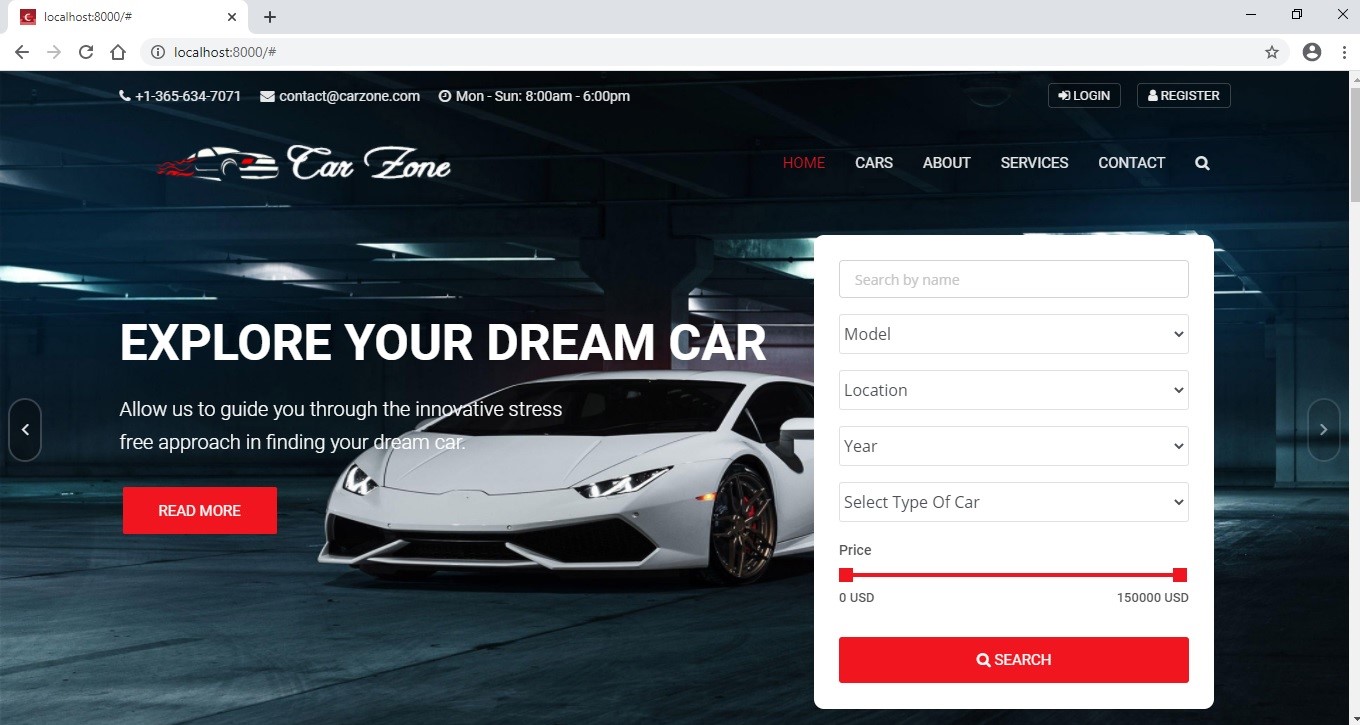 localhost:8000/#
localhost:8000/#
+1-365-634-7071 contact@carzone.com Mon - Sun: 8:00am - 6:00pm LOGIN REGISTER
Car Zone
HOME CARS ABOUT SERVICES CONTACT
Search by name
Model
Location
Year
Select Type Of Car
Price
0 USD 150000 USD
SEARCH
EXPLORE YOUR DREAM CAR
Allow us to guide you through the innovative stress
free approach in finding your dream car.
READ MORE